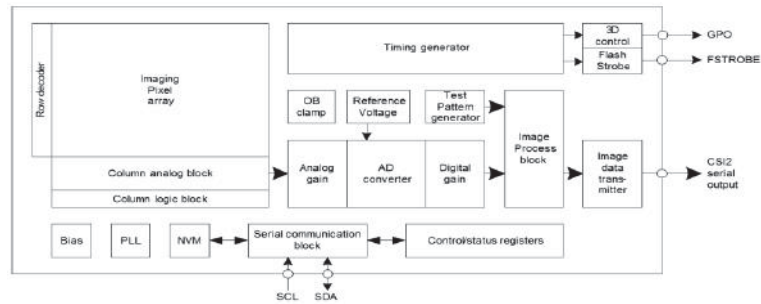 Row decoder
Imaging
Pixel
array
Column analog block
Column logic block
Timing generator
3D
control
Flash
Strobe
GPO
FSTROBE
OB
clamp
Reference
Voltage
Test
Pattern
generator
Analog
gain
AD
converter
Digital
gain
Image
Process
block
Image
data
trans-
mitter
CSI2
serial
output
Bias
PLL
NVM
Serial communication
block
Control/status registers
SCL
SDA